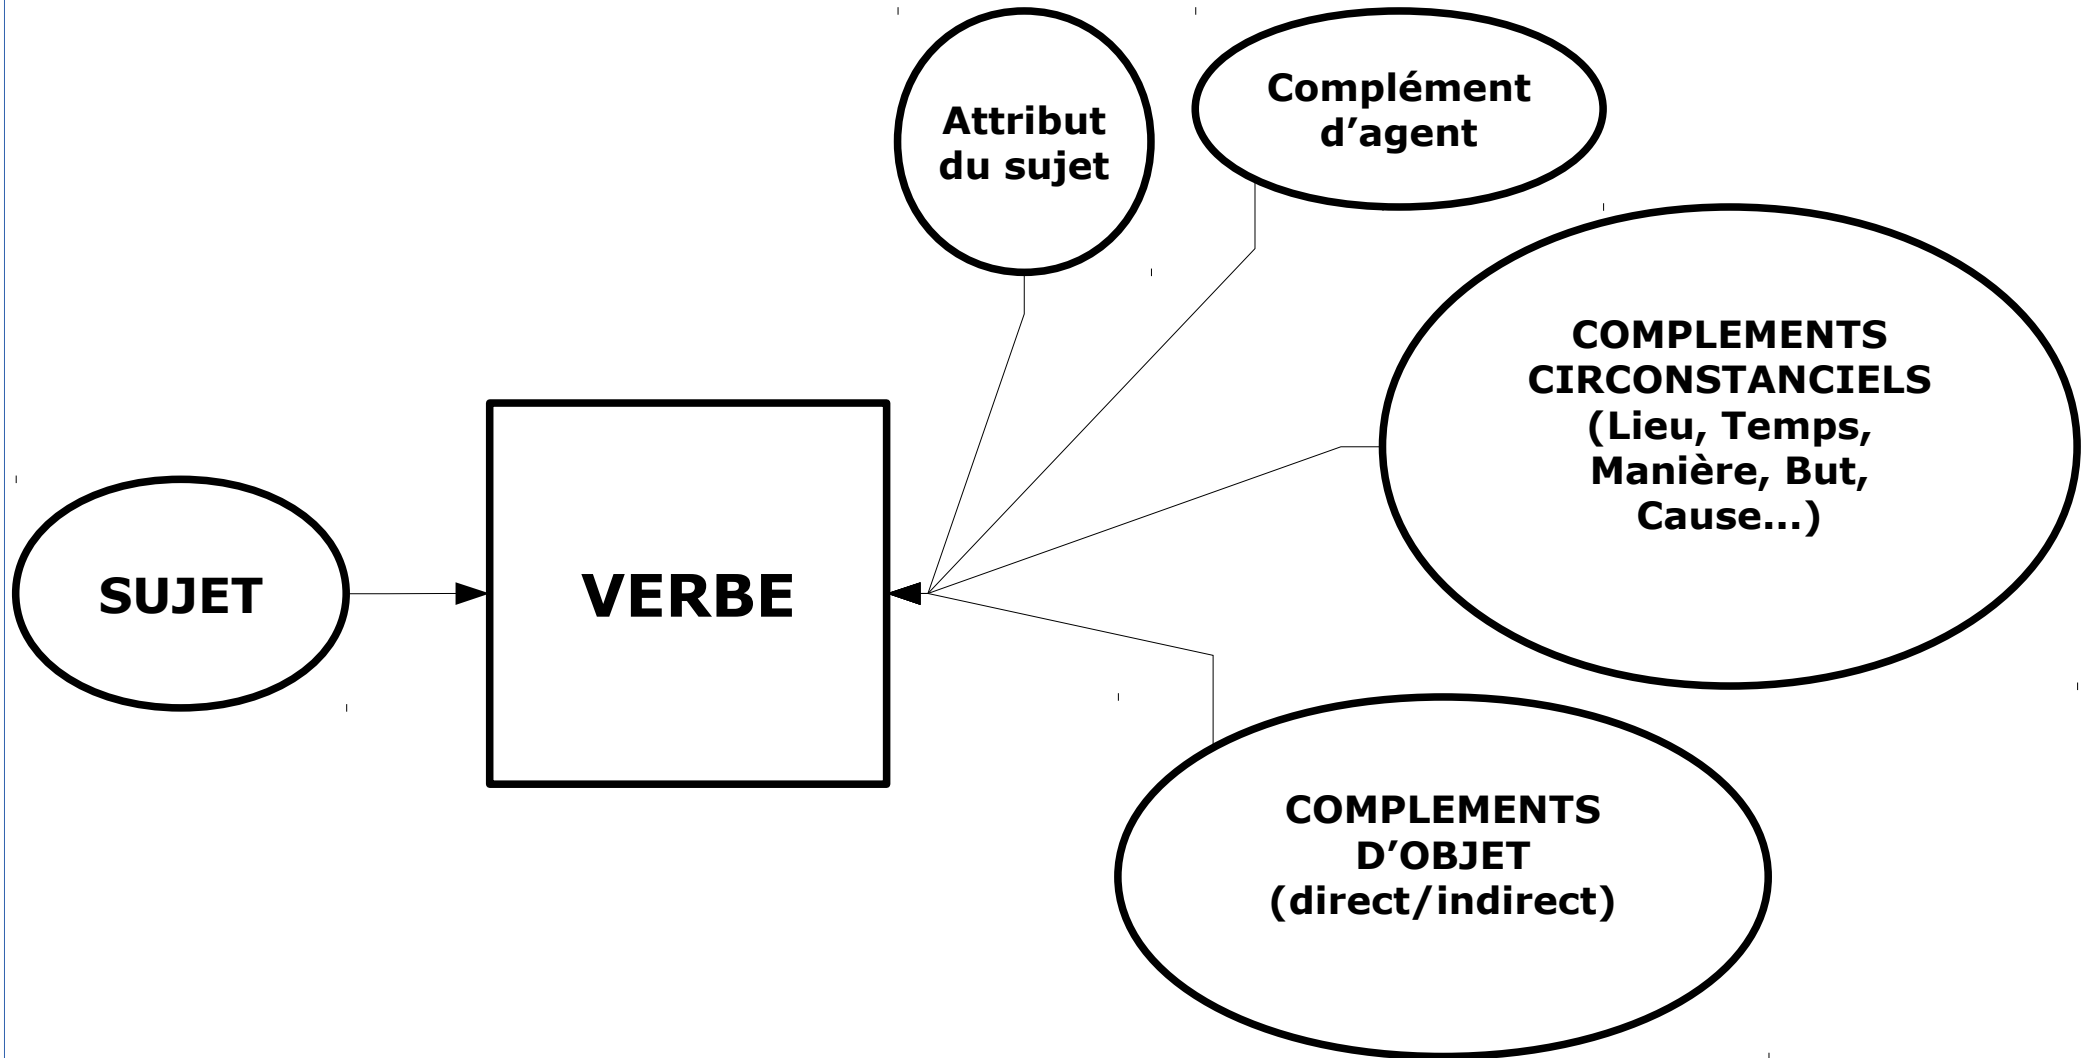 Attribut
du sujet
Complément
d’agent
COMPLEMENTS
CIRCONSTANCIELS
(Lieu, Temps,
Manière, But,
Cause...)
SUJET
VERBE
COMPLEMENTS
D’OBJET
(direct/indirect)